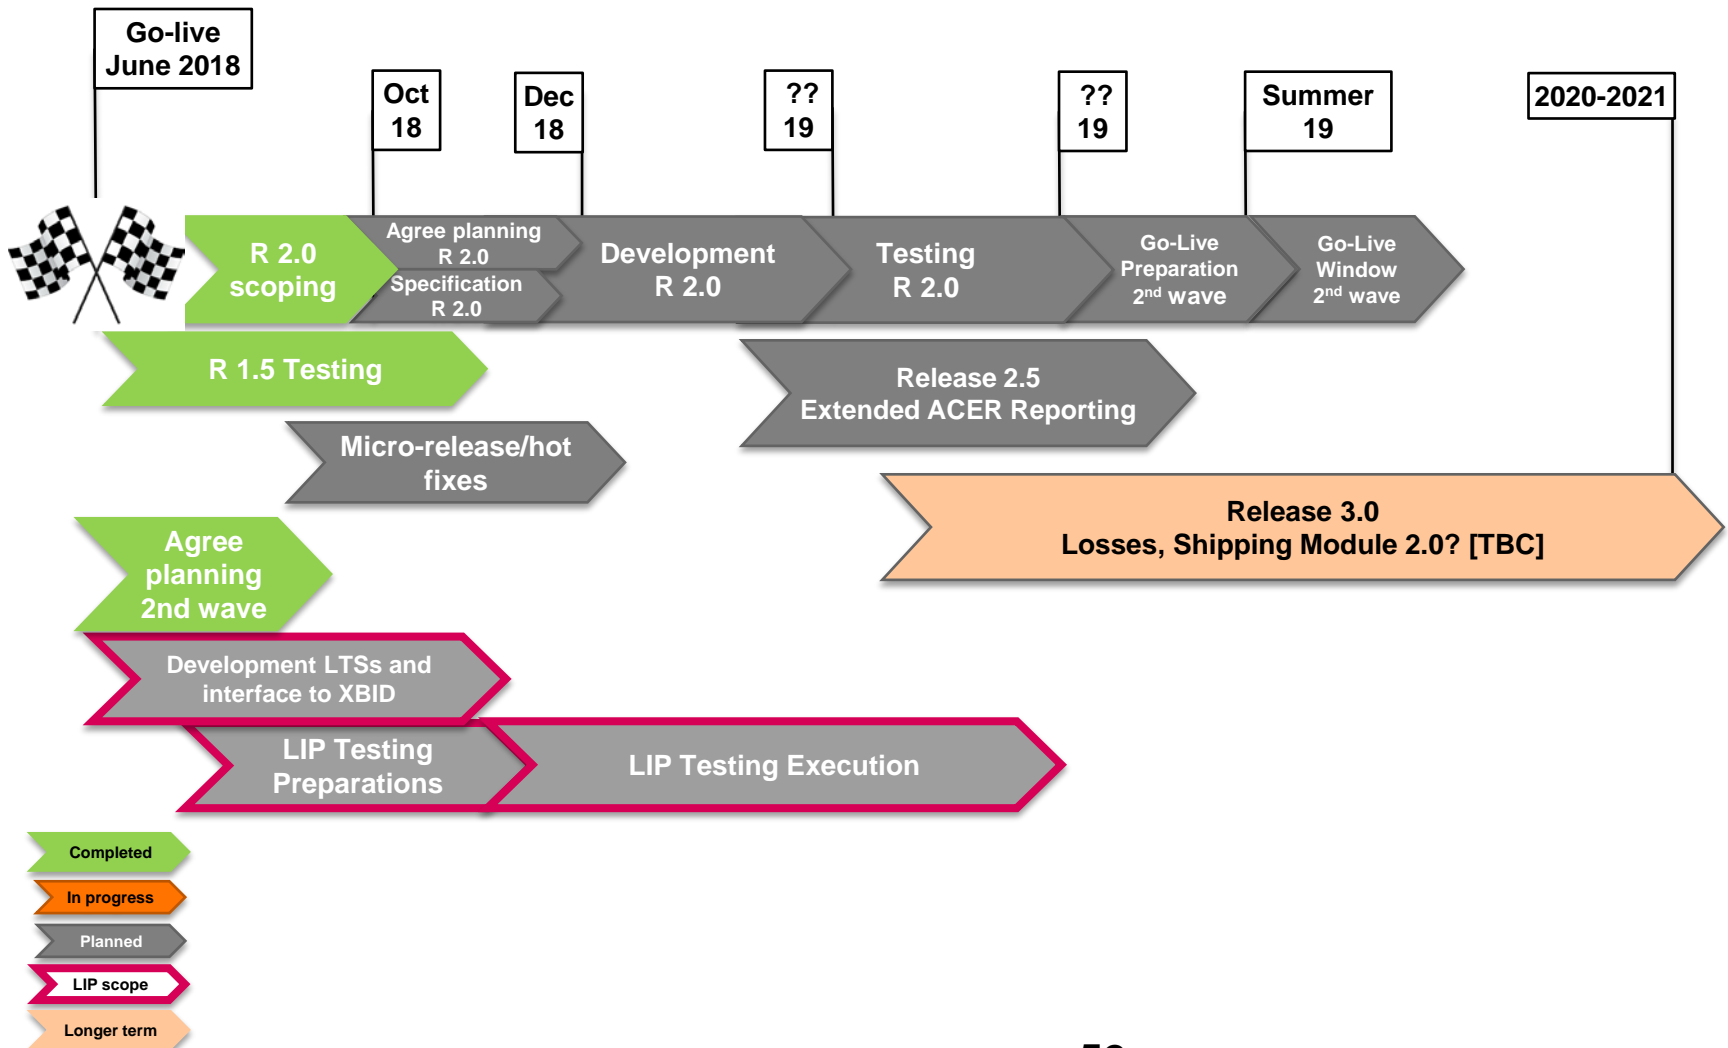 Go-live
June 2018
Oct
18
Dec
18
??
19
??
19
Summer
19
2020-2021
R 2.0
scoping
Agree planning
R 2.0
Specification
R 2.0
Development
R 2.0
Testing
R 2.0
Go-Live
Preparation
2nd wave
Go-Live
Window
2nd wave
R 1.5 Testing
Release 2.5
Extended ACER Reporting
Micro-release/hot
fixes
Release 3.0
Losses, Shipping Module 2.0? [TBC]
Agree
planning
2nd wave
Development LTSs and
interface to XBID
LIP Testing
Preparations
LIP Testing Execution
Completed
In progress
Planned
LIP scope
Longer term